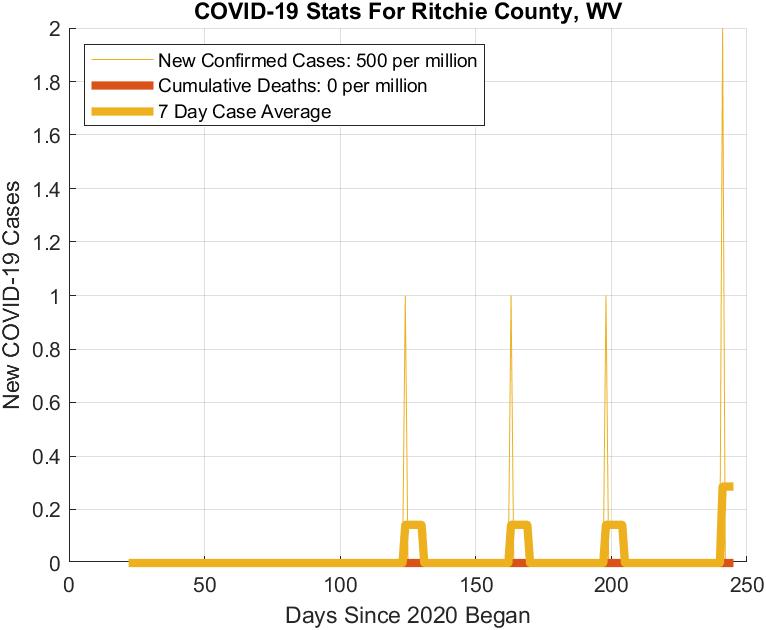 COVID-19 Stats For Ritchie County, WV
New Confirmed Cases: 500 per million
Cumulative Deaths: 0 per million
7 Day Case Average
New COVID-19 Cases
2
1.8
1.6
1.4
1.2
1
0.8
0.6
0.4
0.2
0
0 50 100 150 200 250
Days Since 2020 Began